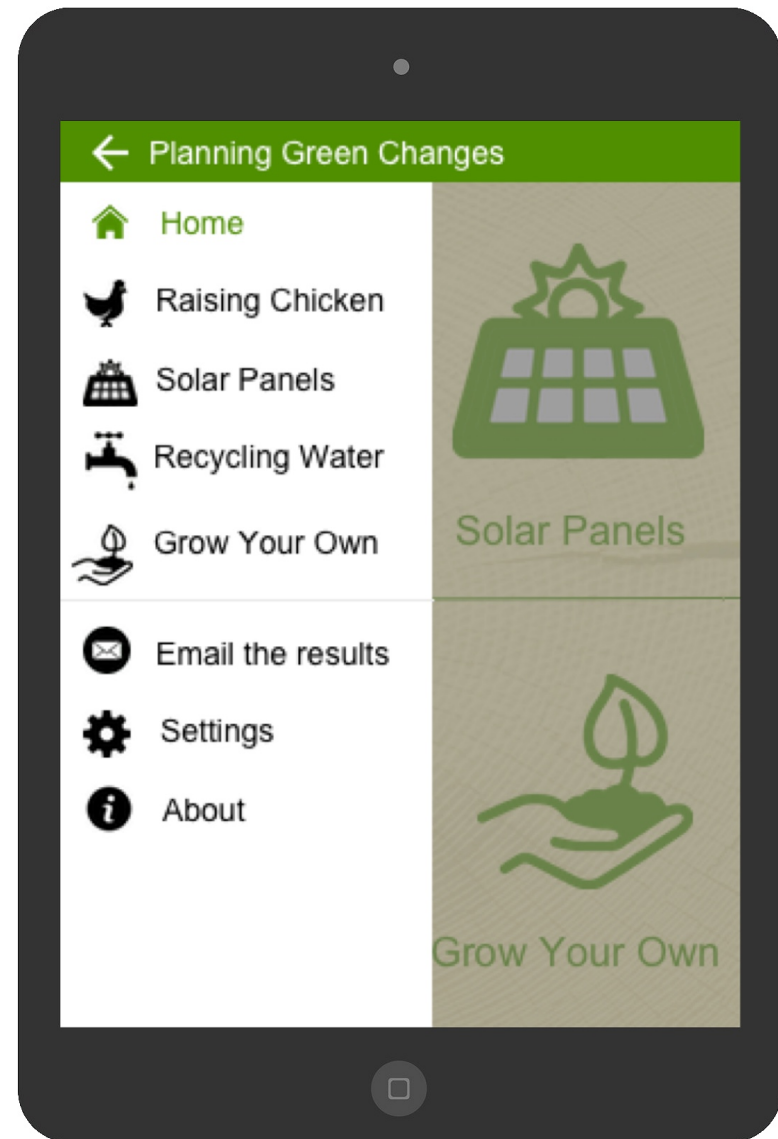 Planning Green Changes
Home
Raising Chicken
Solar Panels
Recycling Water
Grow Your Own
Email the results
Settings
About
Solar Panels
Grow Your Own